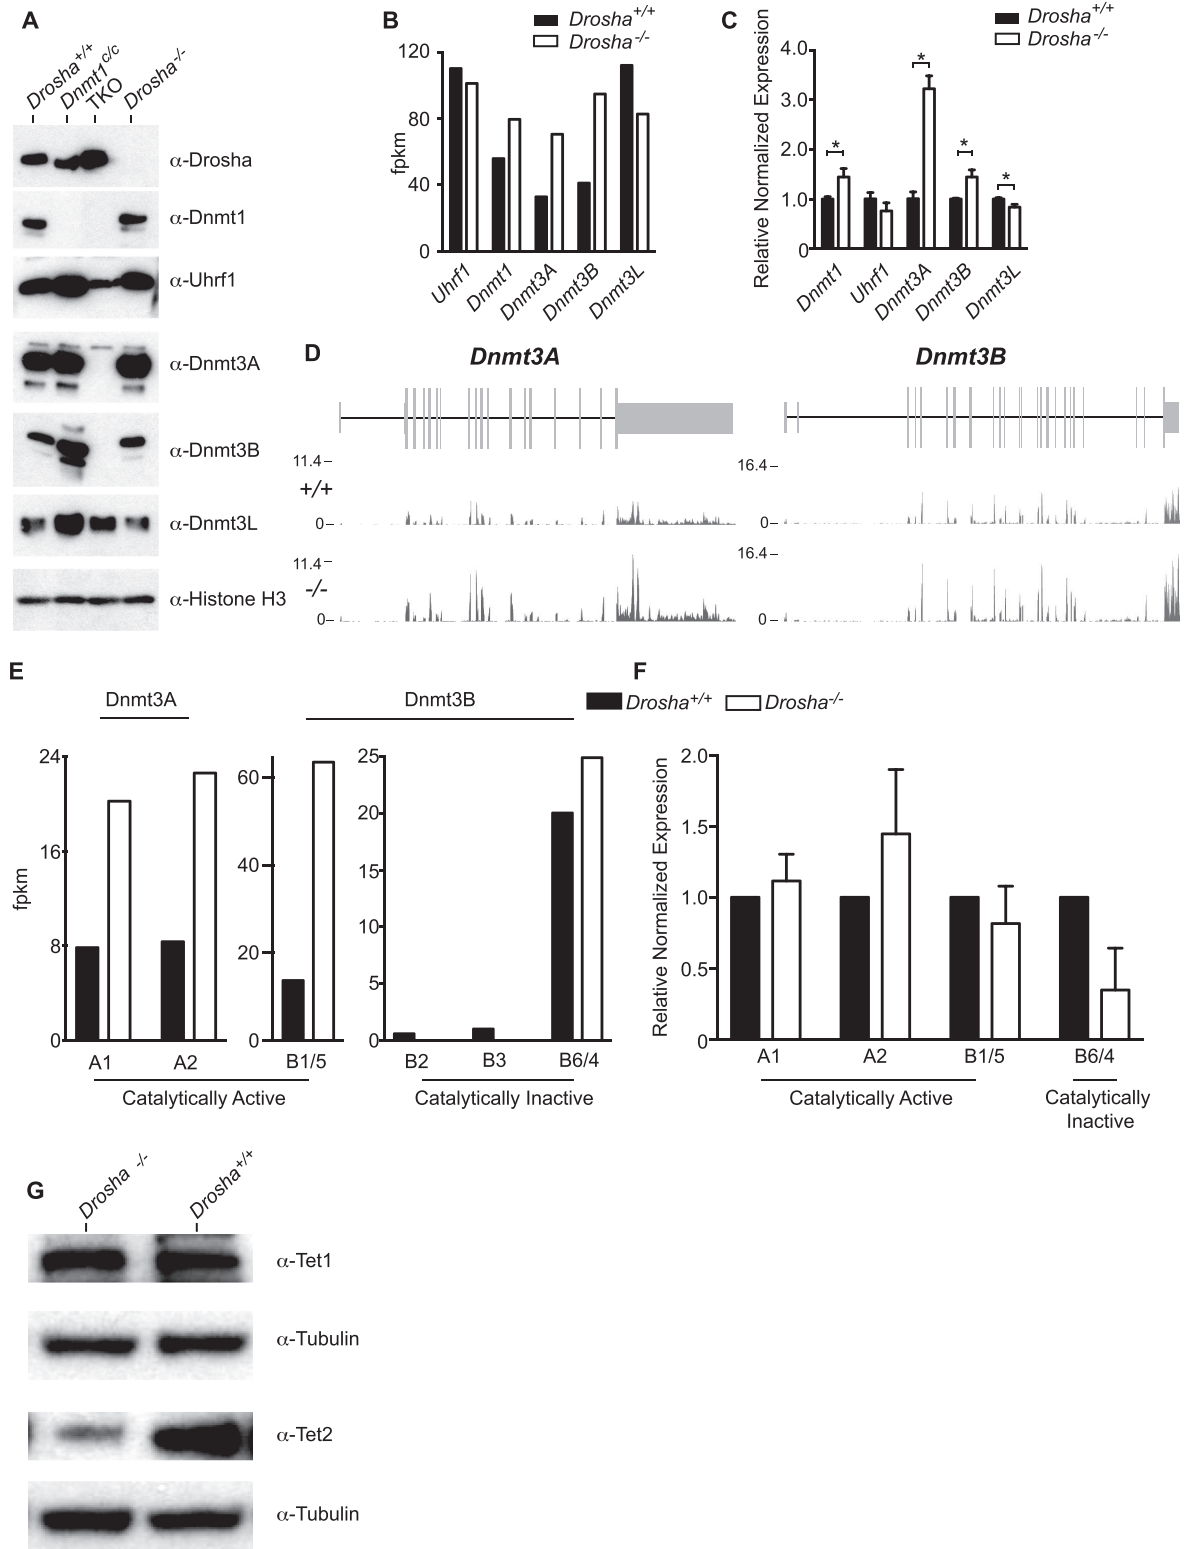 A
Drosha+/+
Dnmt1c/c
TKO
Drosha-/-
α-Drosha
α-Dnmt1
α-Uhrf1
α-Dnmt3A
α-Dnmt3B
α-Dnmt3L
α-Histone H3
B
Drosha+/+
Drosha-/-
fpkm
120
80
40
0
Uhrf1
Dnmt1
Dnmt3A
Dnmt3B
Dnmt3L
C
Drosha+/+
Drosha-/-
Relative Normalized Expression
4.0
3.0
2.0
1.0
0
*
*
*
*
Dnmt1
Uhrf1
Dnmt3A
Dnmt3B
Dnmt3L
D
Dnmt3A
Dnmt3B
11.4
+/+
0
11.4
-/-
0
16.4
0
16.4
0
E
Dnmt3A
Dnmt3B
fpkm
24
16
8
0
60
40
20
0
25
20
15
10
5
0
A1
A2
B1/5
B2
B3
B6/4
Catalytically Active
Catalytically Inactive
F
Drosha+/+
Drosha-/-
Relative Normalized Expression
2.0
1.5
1.0
0.5
0
A1
A2
B1/5
B6/4
Catalytically Active
Catalytically
Inactive
G
Drosha -/-
Drosha+/+
α-Tet1
α-Tubulin
α-Tet2
α-Tubulin